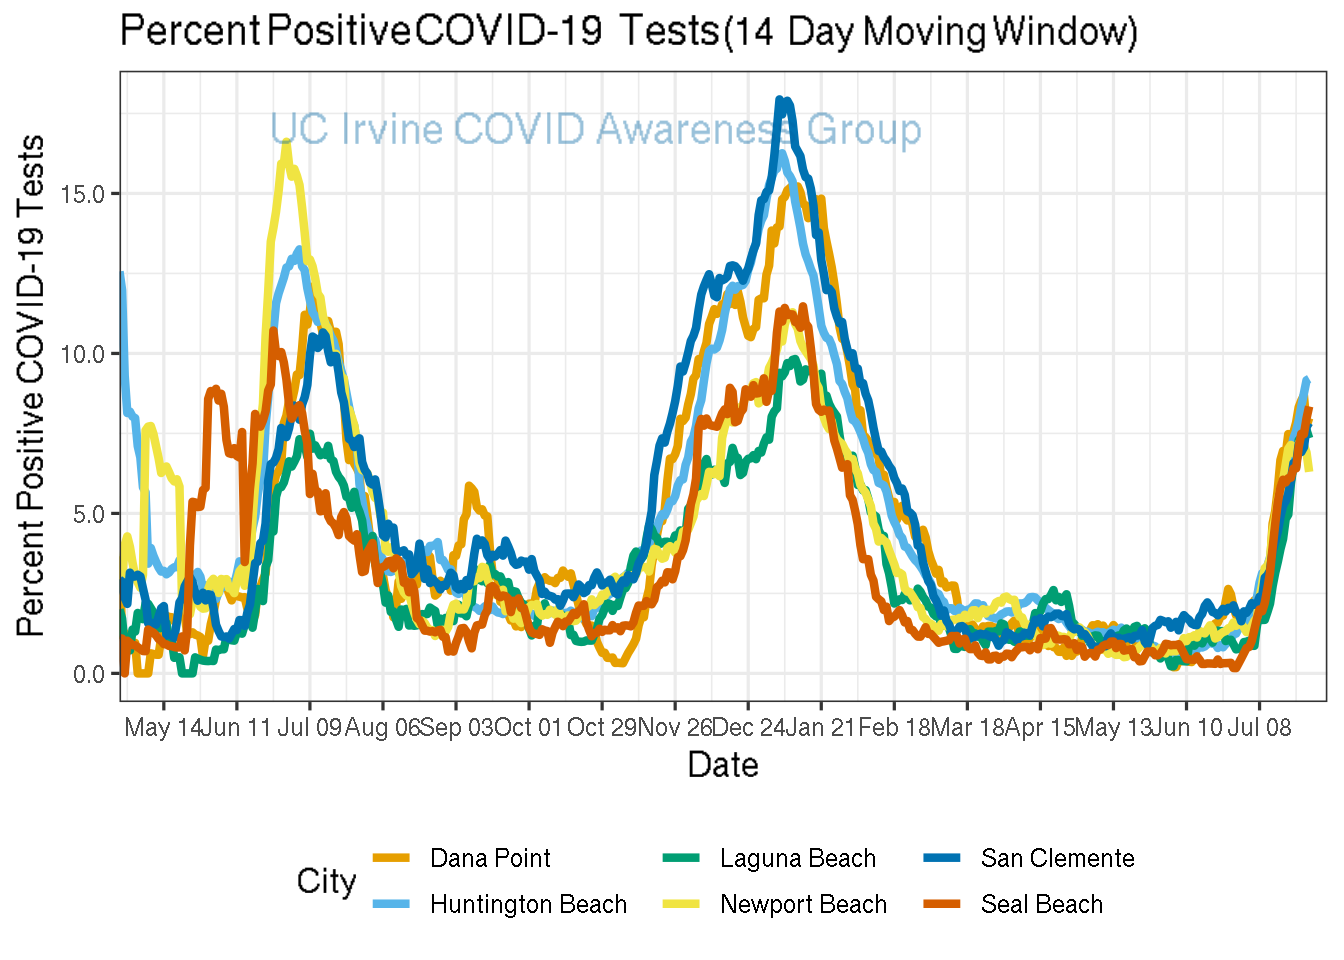 Percent Positive COVID-19 Tests(14 Day Moving Window)
UC Irvine COVID Awareness Group
Percent Positive COVID-19 Tests
15.0
10.0
5.0
0.0
May 14 Jun 11 Jul 09 Aug 06 Sep 03 Oct 01 Oct 29 Nov 26 Dec 24 Jan 21 Feb 18 Mar 18 Apr 15 May 13 Jun 10 Jul 08
Date
City
Dana Point Laguna Beach San Clemente
Huntington Beach Newport Beach Seal Beach